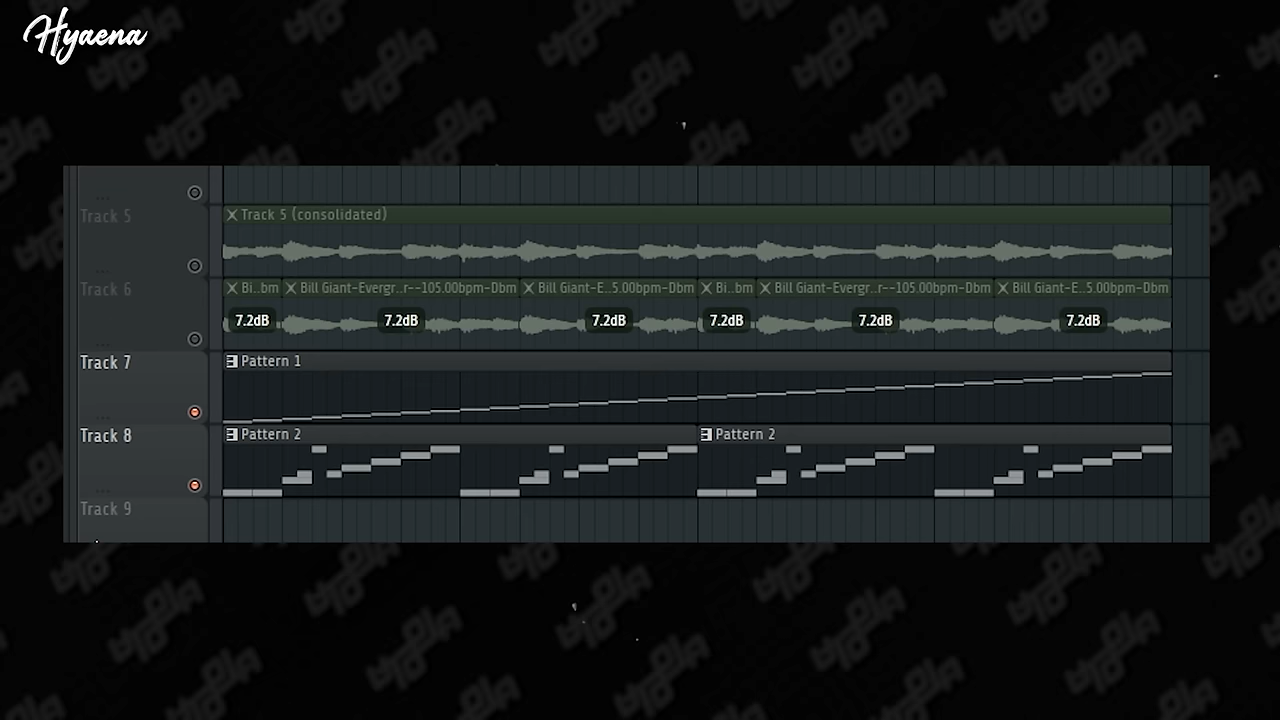 Hyaena
Track 5
Track 5 (consolidated)
Track 6
Bi..bm Bill Giant-Evergr..r--105.00bpm-Dbm Bill Giant-E..5.00bpm-Dbm Bi..bm Bill Giant-Evergr..r--105.00bpm-Dbm Bill Giant-E..5.00bpm-Dbm
7.2dB 7.2dB 7.2dB 7.2dB 7.2dB 7.2dB
Track 7 Pattern 1
Track 8 Pattern 2 Pattern 2
Track 9